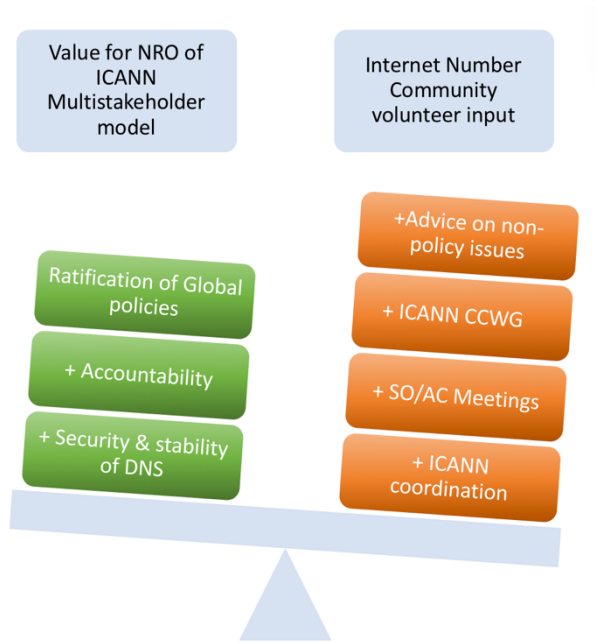 Value for NRO of
ICANN
Multistakeholder
model
Internet Number
Community
volunteer input
Ratification of Global
policies
+ Accountability
+ Security & stability
of DNS
+Advice on non-
policy issues
+ ICANN CCWG
+ SO/AC Meetings
+ ICANN
coordination